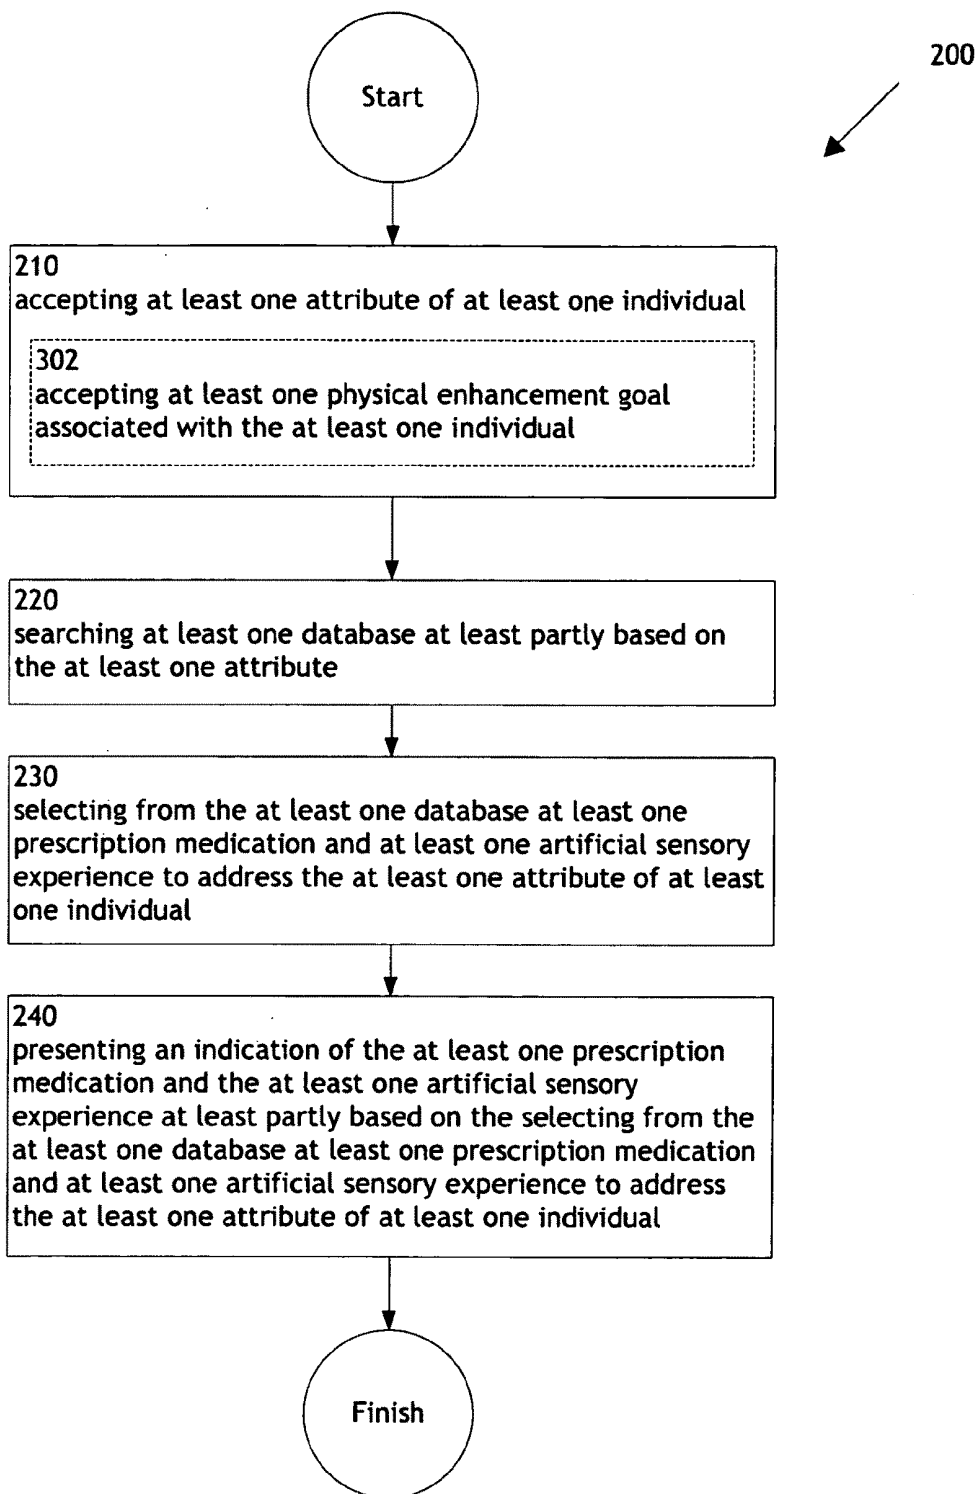 200
Start
210
accepting at least one attribute of at least one individual
302
accepting at least one physical enhancement goal
associated with the at least one individual
220
searching at least one database at least partly based on
the at least one attribute
230
selecting from the at least one database at least one
prescription medication and at least one artificial sensory
experience to address the at least one attribute of at least
one individual
240
presenting an indication of the at least one prescription
medication and the at least one artificial sensory
experience at least partly based on the selecting from the
at least one database at least one prescription medication
and at least one artificial sensory experience to address
the at least one attribute of at least one individual
Finish